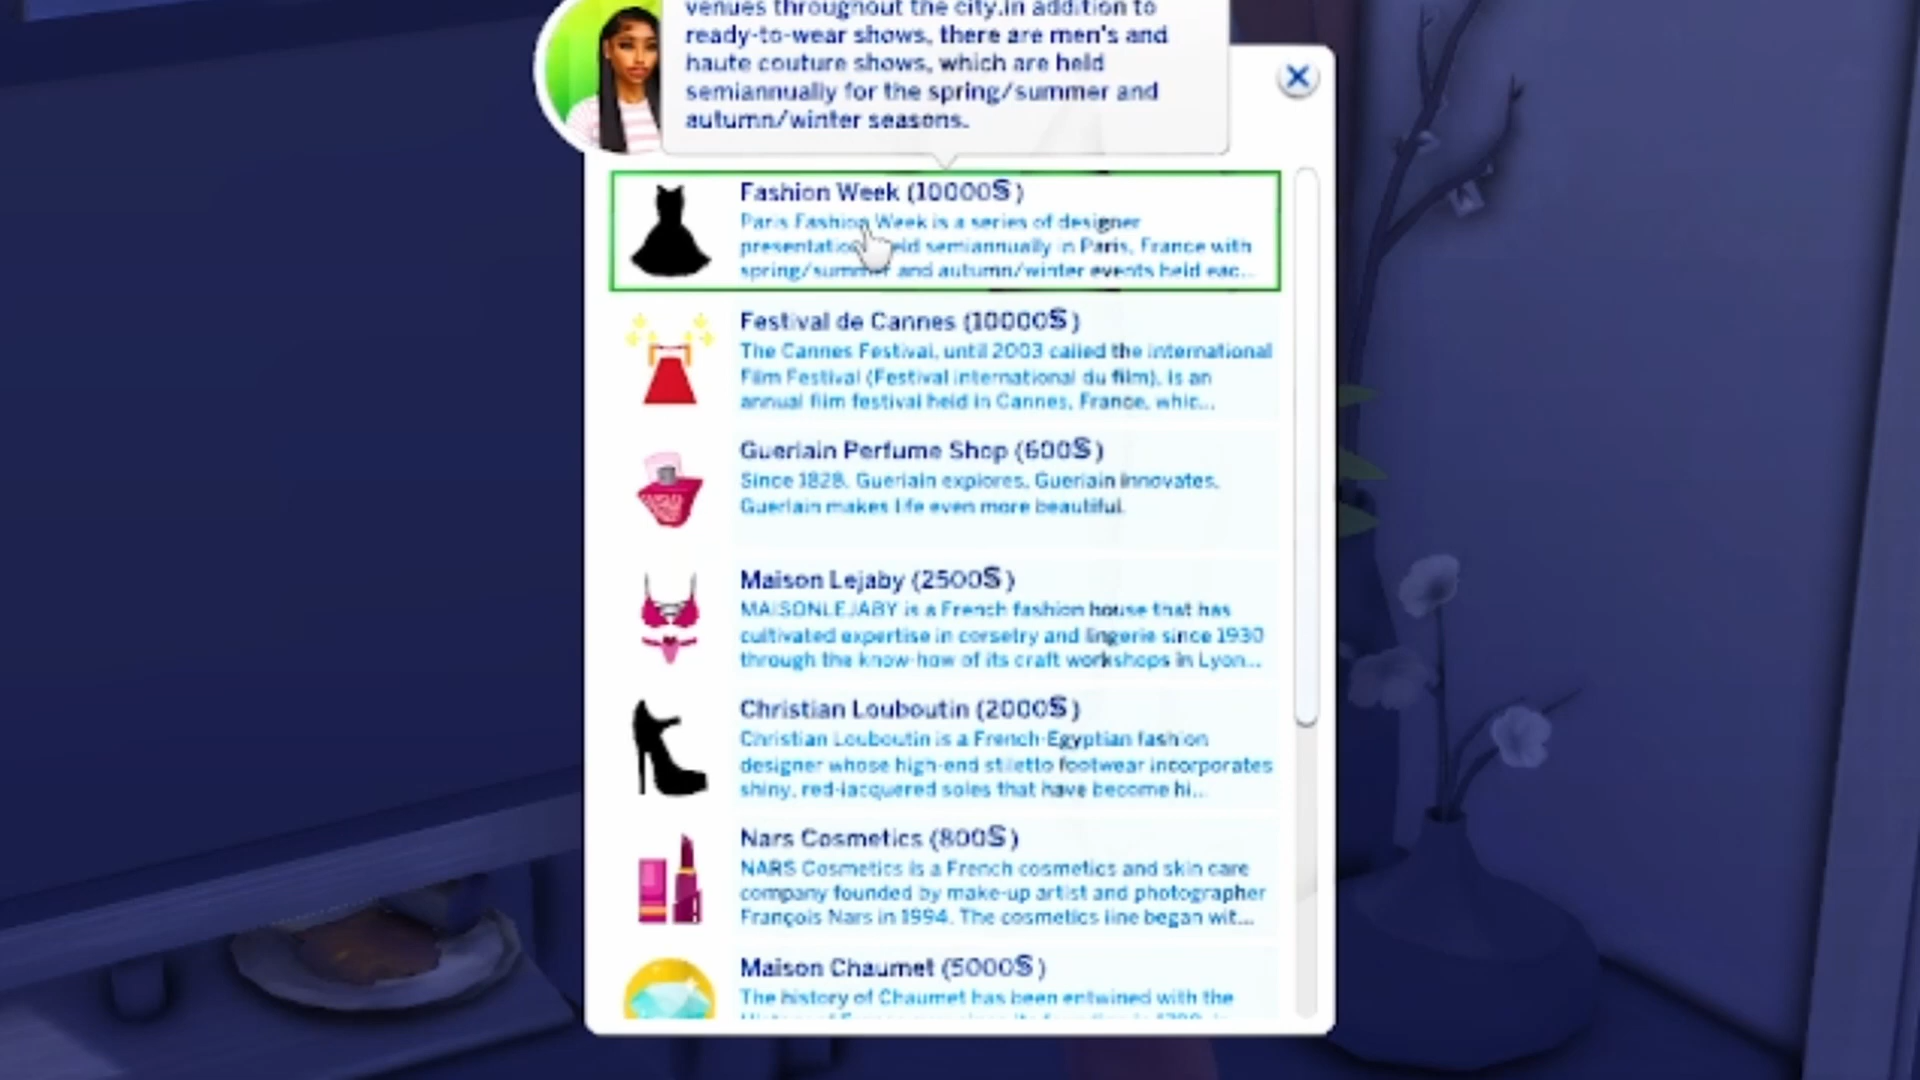 venues throughout the city.in addition to
ready-to-wear shows, there are men's and
haute couture shows, which are held
semiannually for the spring/summer and
autumn/winter seasons.
Fashion Week (10000$)
Paris Fashion Week is a series of designer
held semiannually in Paris, France with
spring/summer and autumn/winter events held eac...
Festival de Cannes (10000$)
The Cannes Festival, until 2003 called the international
Film Festival (Festival international du film), is an
annual film festival held in Cannes, France, whic...
Guerlain Perfume Shop (600$)
Since 1828, Guerlain explores, Guerlain innovates,
Guerlain makes life even more beautiful.
Maison Lejaby (2500$)
MAISONLEJABY is a French fashion house that has
cultivated expertise in corsetry and lingerie since 1930
through the know-how of its craft workshops in Lyon...
Christian Louboutin (2000$)
Christian Louboutin is a French-Egyptian fashion
designer whose high-end stiletto footwear incorporates
shiny, red-lacquered soles that have become hi...
Nars Cosmetics (800$)
NARS Cosmetics is a French cosmetics and skin care
company founded by make-up artist and photographer
François Nars in 1994. The cosmetics line began wit...
Maison Chaumet (5000$)
The history of Chaumet has been entwined with the